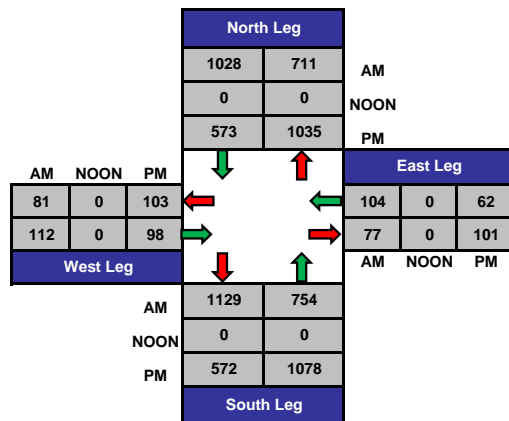 North Leg
1028 711 AM
0 0 NOON
573 1035 PM
East Leg
AM NOON PM
81 0 103 104 0 62
112 0 98 77 0 101
West Leg AM NOON PM
AM 1129 754
NOON 0 0
PM 572 1078
South Leg